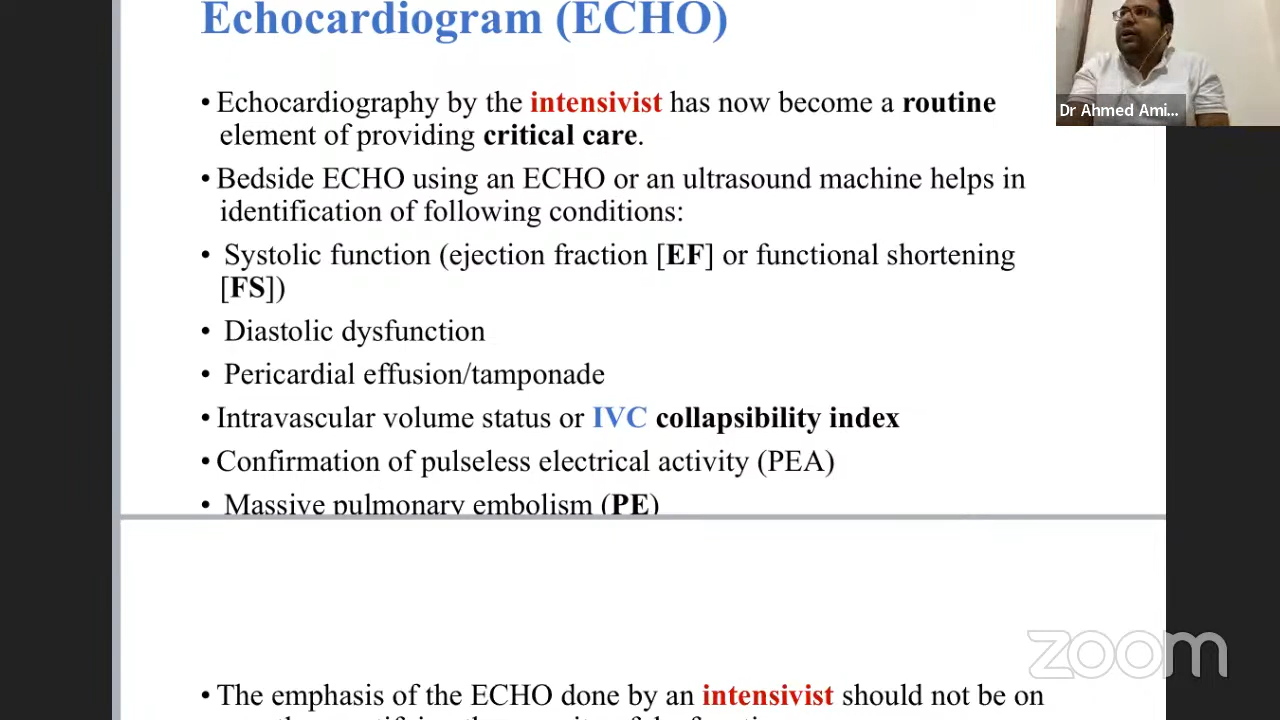 Echocardiogram (ECHO)
Dr Ahmed Ami...
• Echocardiography by the intensivist has now become a routine
element of providing critical care.
• Bedside ECHO using an ECHO or an ultrasound machine helps in
identification of following conditions:
• Systolic function (ejection fraction [EF] or functional shortening
[FS])
• Diastolic dysfunction
• Pericardial effusion/tamponade
• Intravascular volume status or IVC collapsibility index
• Confirmation of pulseless electrical activity (PEA)
• Massive pulmonary embolism (PE)
zoom
• The emphasis of the ECHO done by an intensivist should not be on